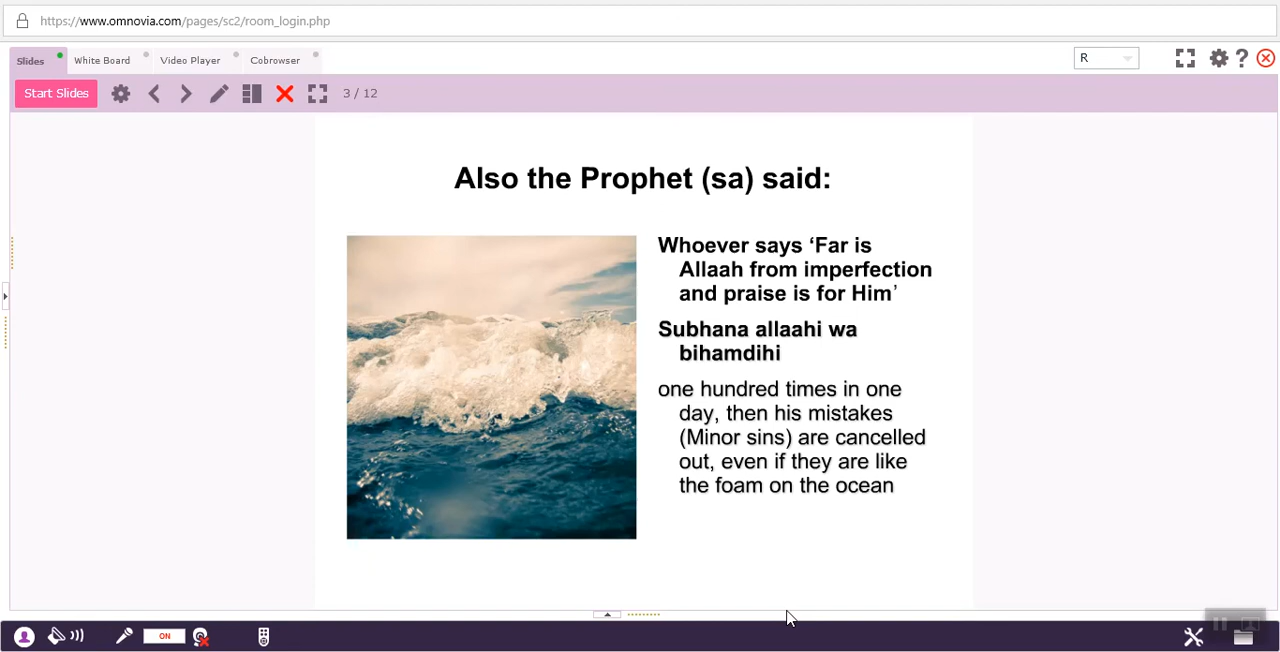 https://www.omnovia.com/pages/sc2/room_login.php
Slides
White Board
Video Player
Cobrowser
R
Start Slides
3 / 12
Also the Prophet (sa) said:
Whoever says ‘Far is
Allaah from imperfection
and praise is for Him’
Subhana allaahi wa
bihamdihi
one hundred times in one
day, then his mistakes
(Minor sins) are cancelled
out, even if they are like
the foam on the ocean
ON